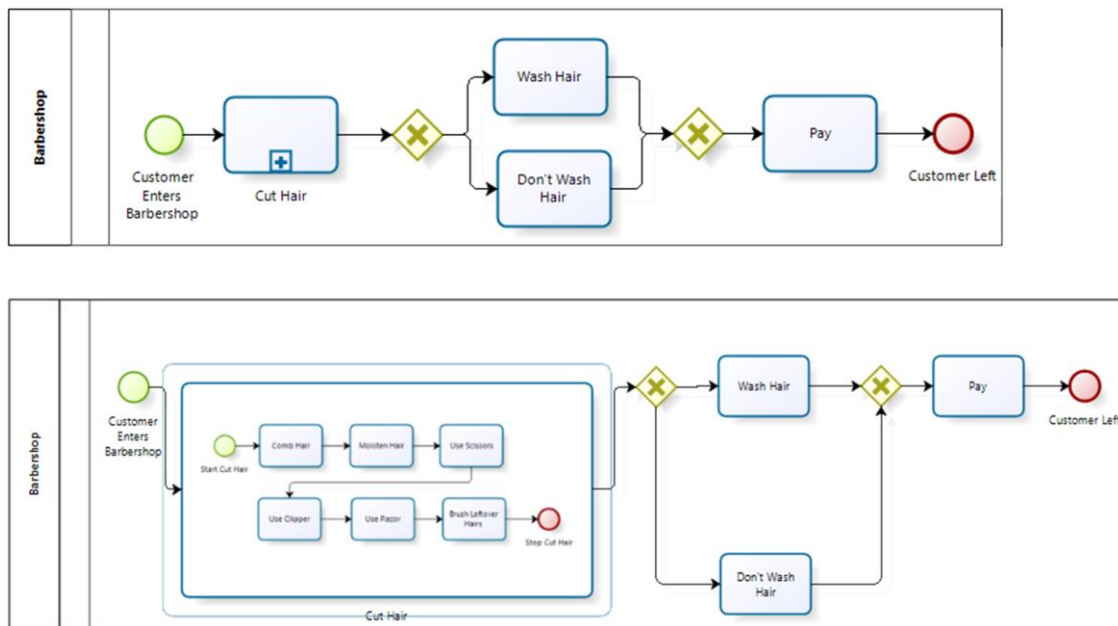 Barbershop
Customer
Enters
Barbershop
Cut Hair
Wash Hair
Don't Wash
Hair
Pay
Customer Left
Barbershop
Customer
Enters
Barbershop
Start Cut Hair
Comb Hair
Moisten Hair
Use Scissors
Use Clipper
Use Razor
Brush Leftover
Hairs
Stop Cut Hair
Cut Hair
Wash Hair
Don't Wash
Hair
Pay
Customer Left